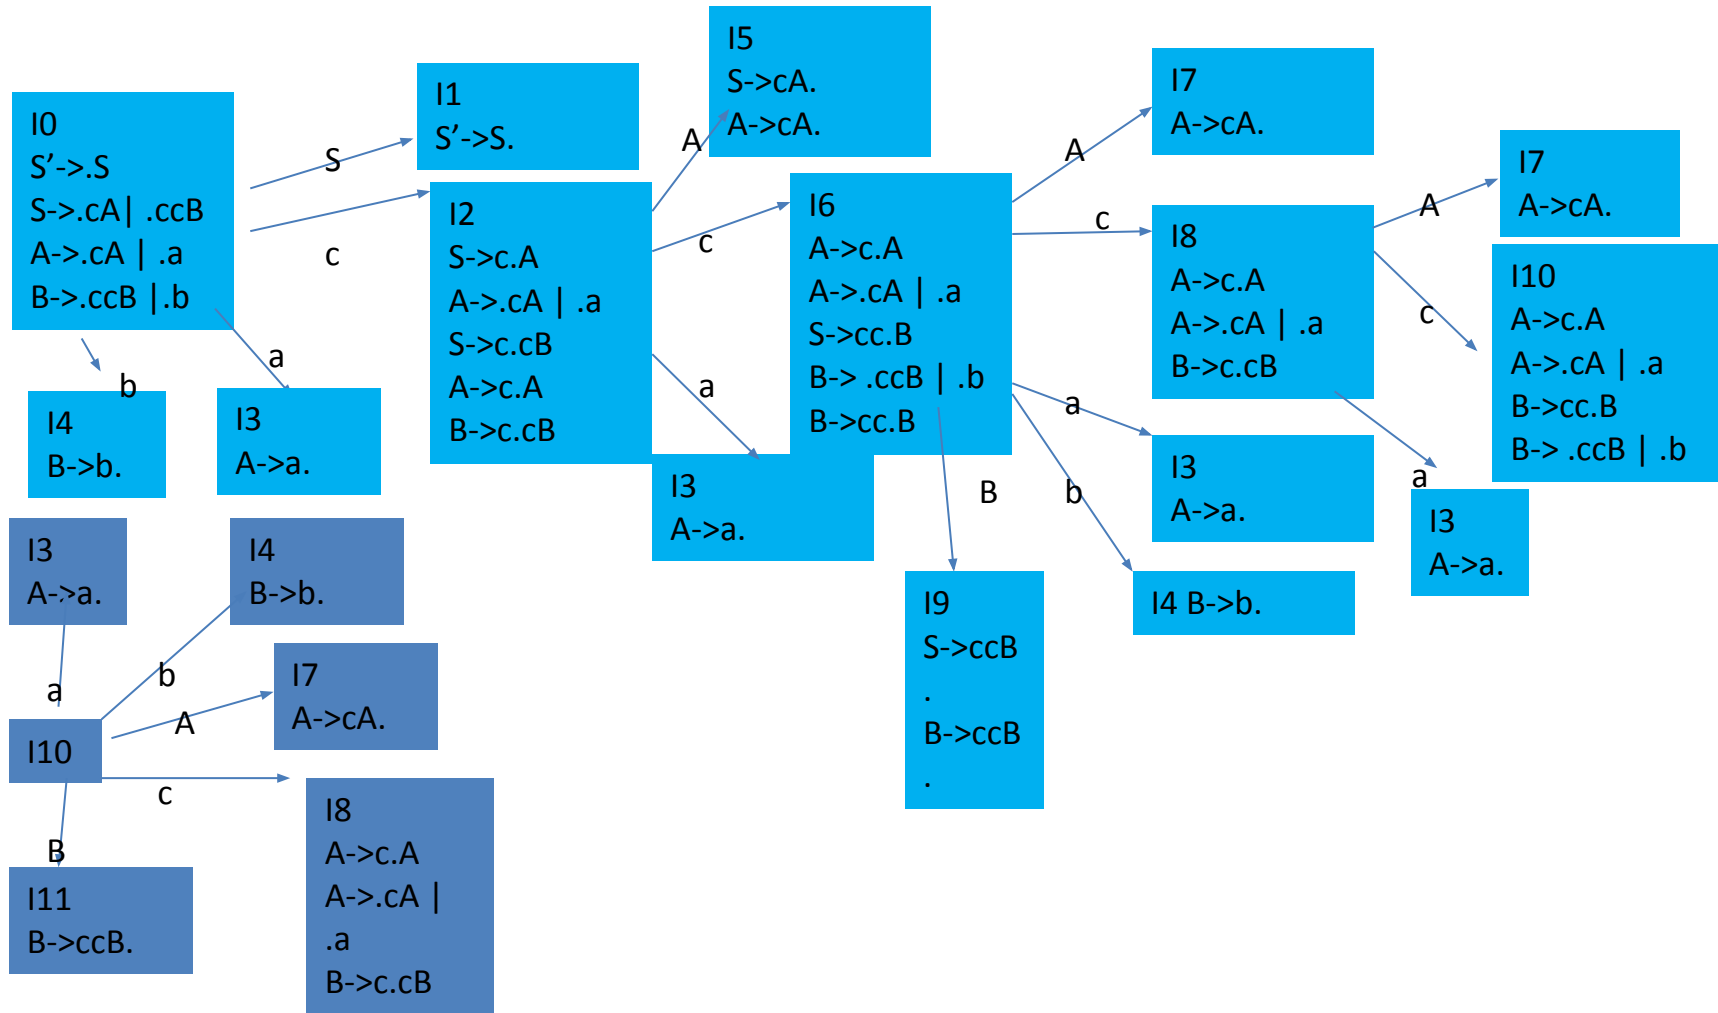 I0
S’->.S
S->.cA| .ccB
A->.cA | .a
B->.ccB |.b
S
c
b
a
I4
B->b.
I3
A->a.
I1
S’->S.
I2
S->c.A
A->.cA | .a
S->c.cB
A->c.A
B->c.cB
A
c
a
I5
S->cA.
A->cA.
I3
A->a.
I6
A->c.A
A->.cA | .a
S->cc.B
B-> .ccB | .b
B->cc.B
A
c
a
b
B
I7
A->cA.
I8
A->c.A
A->.cA | .a
B->c.cB
I3
A->a.
I4 B->b.
I9
S->ccB
.
B->ccB
.
A
c
a
I7
A->cA.
I10
A->c.A
A->.cA | .a
B->cc.B
B-> .ccB | .b
I3
A->a.
I3
A->a.
I4
B->b.
a
b
A
I7
A->cA.
I10
c
B
I8
A->c.A
A->.cA |
.a
B->c.cB
I11
B->ccB.